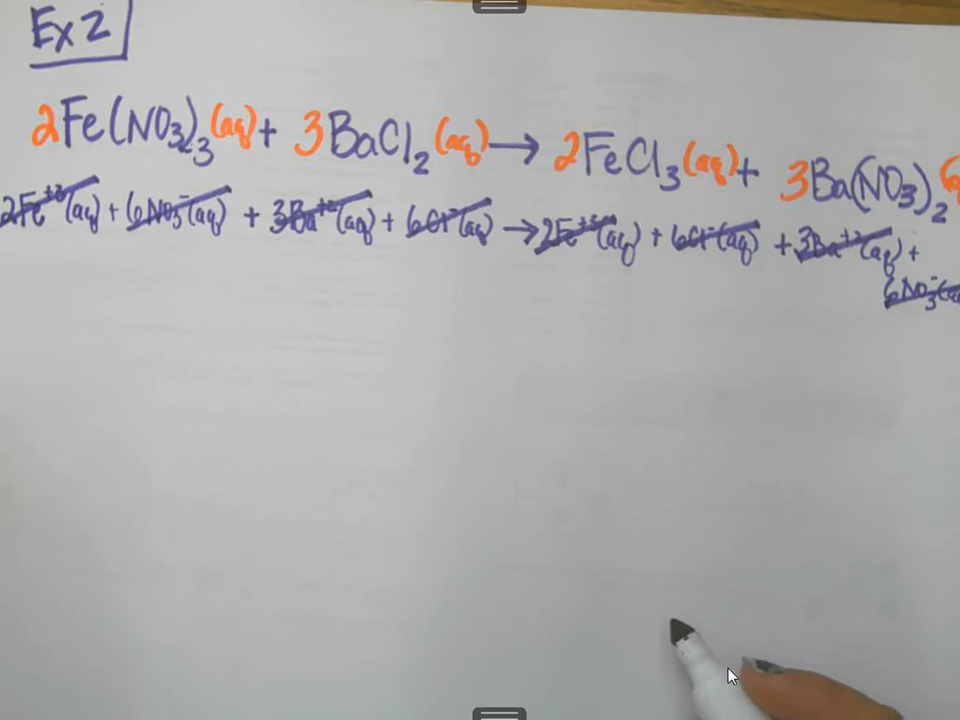 Ex 2
2Fe(NO₃)₃(aq) + 3BaCl₂(aq) → 2FeCl₃(aq) + 3Ba(NO₃)₂
2Fe⁺³(aq) + 6NO₃⁻(aq) + 3Ba⁺²(aq) + 6Cl⁻(aq) → 2Fe⁺³(aq) + 6Cl⁻(aq) + 3Ba⁺²(aq) +
6NO₃⁻